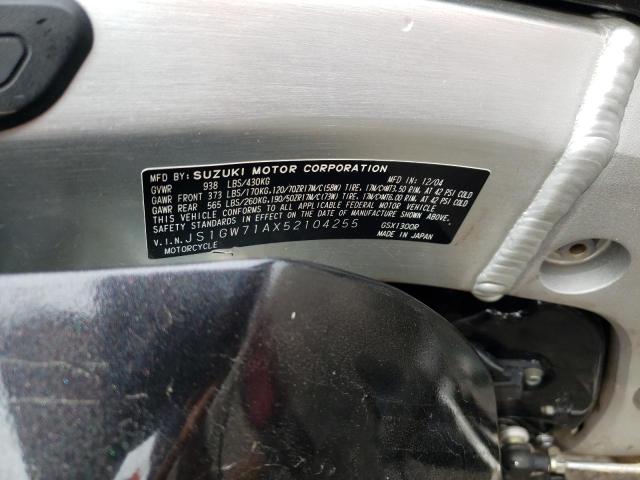 MFD BY: SUZUKI MOTOR CORPORATION MFD IN: 12/04
GVWR 938 LBS/430KG
GAWR FRONT 373 LBS/170KG,120/70ZR17M/C(58W) TIRE, 17M/C×MT3.50 RIM, AT 42 PSI COLD
GAWR REAR 565 LBS/260KG,190/50ZR17M/C(73W) TIRE, 17M/C×MT6.00 RIM, AT 42 PSI COLD
THIS VEHICLE CONFORMS TO ALL APPLICABLE FEDERAL MOTOR VEHICLE
SAFETY STANDARDS IN EFFECT ON THE DATE OF MANUFACTURE SHOWN ABOVE.
V.I.N. JS1GW71AX52104255 GSX1300R
MOTORCYCLE MADE IN JAPAN